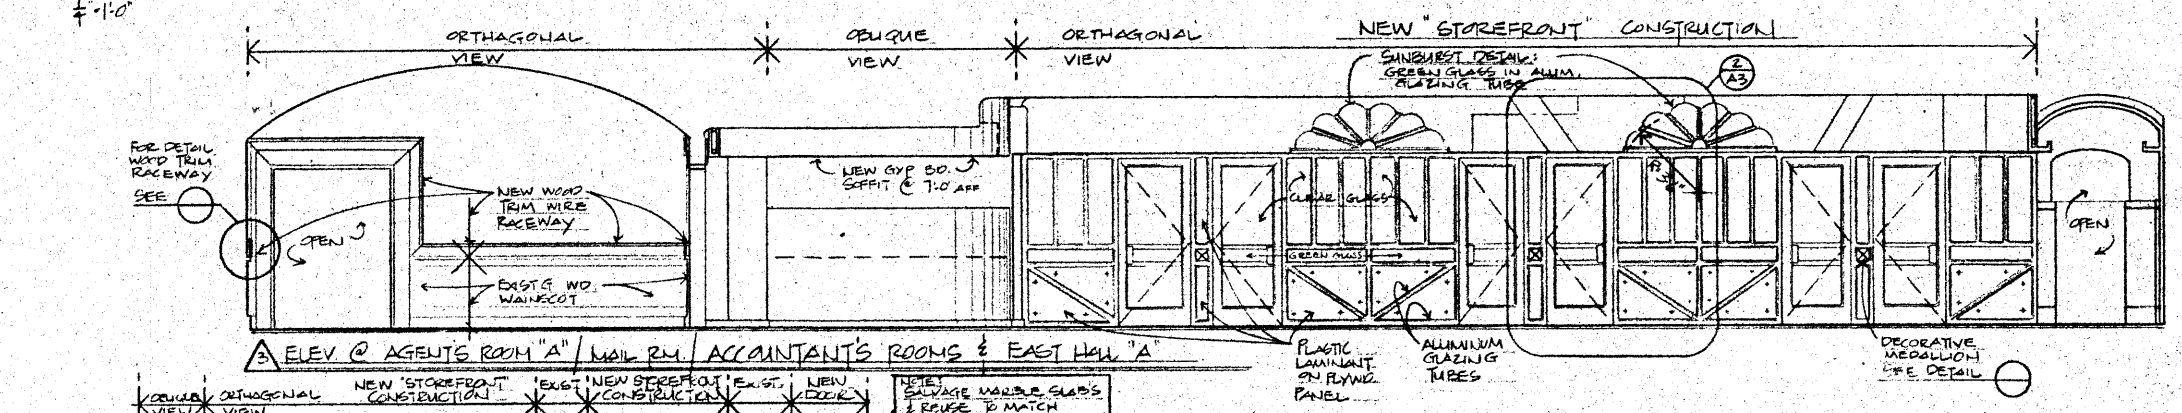 1/4"-1'-0"
ORTHAGONAL
VIEW
OBLIQUE
VIEW
ORTHAGONAL
VIEW
NEW "STOREFRONT" CONSTRUCTION
SUNBURST DETAIL:
GREEN GLASS IN ALUM.
GLAZING TUBE
2
A3
FOR DETAIL
WOOD TRIM
RACEWAY
SEE
OPEN
NEW WOOD
TRIM WIRE
RACEWAY
EXIST'G WD.
WAINSCOT
NEW GYP BD.
SOFFIT @ 7'-0" AFF
CLEAR GLASS
GREEN GLASS
OPEN
3 ELEV. @ AGENT'S ROOM "A" / MAIL RM. / ACCOUNTANT'S ROOMS & EAST HALL "A"
PLASTIC
LAMINANT
ON PLYWD.
PANEL
ALUMINUM
GLAZING
TUBES
DECORATIVE
MEDALLION
SEE DETAIL
OBLIQUE
VIEW
ORTHAGONAL
VIEW
NEW "STOREFRONT"
CONSTRUCTION
EXIST
NEW STOREFRONT
CONSTRUCTION
EXIST.
NEW
DOOR
NOTE:
SALVAGE MARBLE SLAB'S
& REUSE TO MATCH